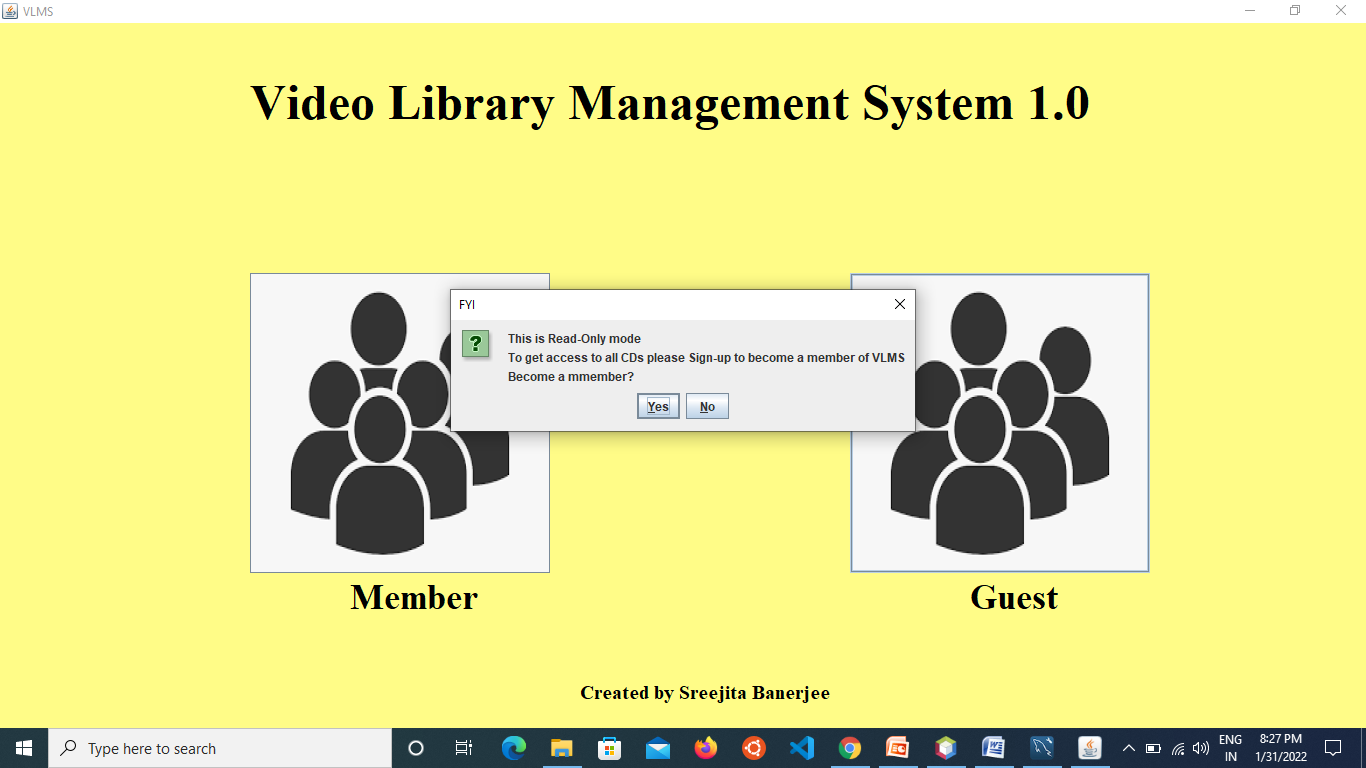 VLMS
Video Library Management System 1.0
FYI
?
This is Read-Only mode
To get access to all CDs please Sign-up to become a member of VLMS
Become a mmember?
Yes No
Member
Guest
Created by Sreejita Banerjee
Type here to search
ENG
IN
8:27 PM
1/31/2022